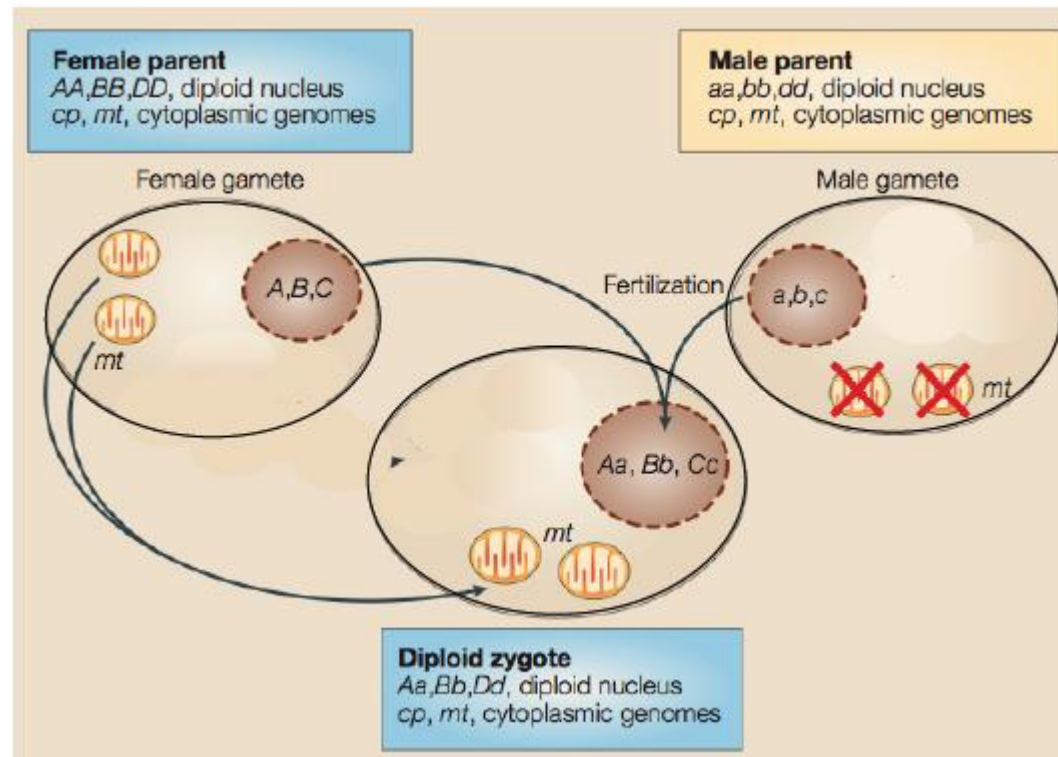 Female parent
AA,BB,DD, diploid nucleus
cp, mt, cytoplasmic genomes
Male parent
aa,bb,dd, diploid nucleus
cp, mt, cytoplasmic genomes
Female gamete
Male gamete
A,B,C
mt
Fertilization
a,b,c
mt
Aa, Bb, Cc
mt
Diploid zygote
Aa,Bb,Dd, diploid nucleus
cp, mt, cytoplasmic genomes